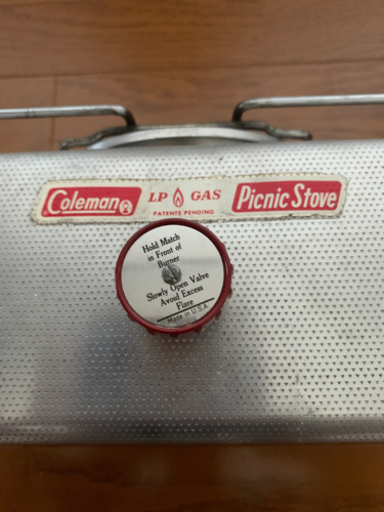 Coleman
LP GAS
PATENTS PENDING
Picnic Stove
Hold Match
in Front of
Burner
Slowly Open Valve
Avoid Excess
Flare
Made in U.S.A.